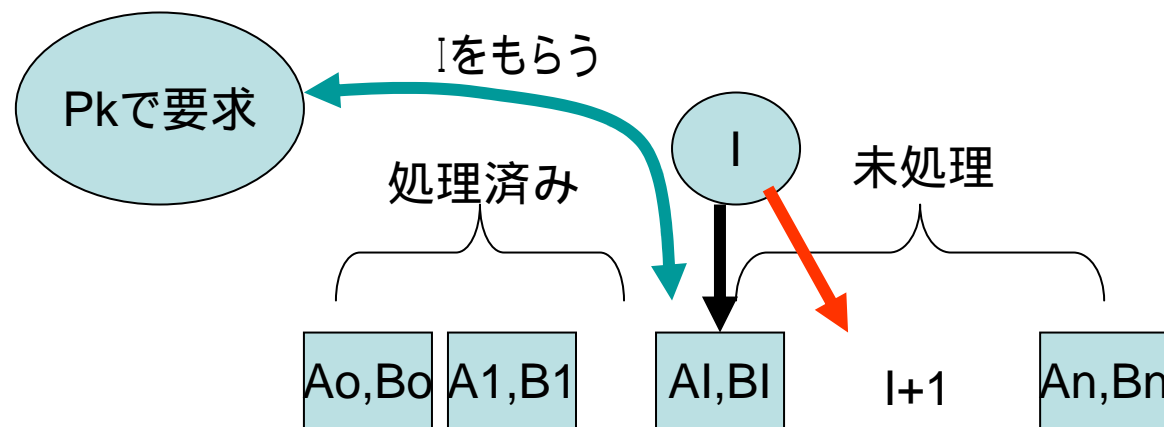 Iをもらう
Pkで要求
I
未処理
処理済み
Ao,Bo
A1,B1
AI,BI
I+1
An,Bn